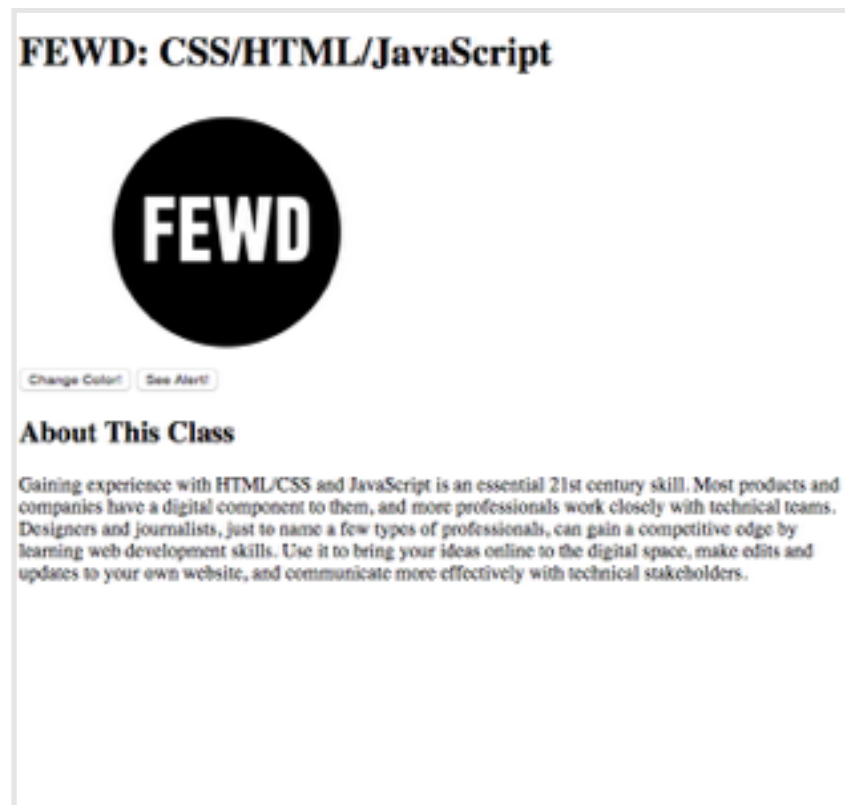 FEWD: CSS/HTML/JavaScript
FEWD
Change Color! See Alert!
About This Class
Gaining experience with HTML/CSS and JavaScript is an essential 21st century skill. Most products and
companies have a digital component to them, and more professionals work closely with technical teams.
Designers and journalists, just to name a few types of professionals, can gain a competitive edge by
learning web development skills. Use it to bring your ideas online to the digital space, make edits and
updates to your own website, and communicate more effectively with technical stakeholders.